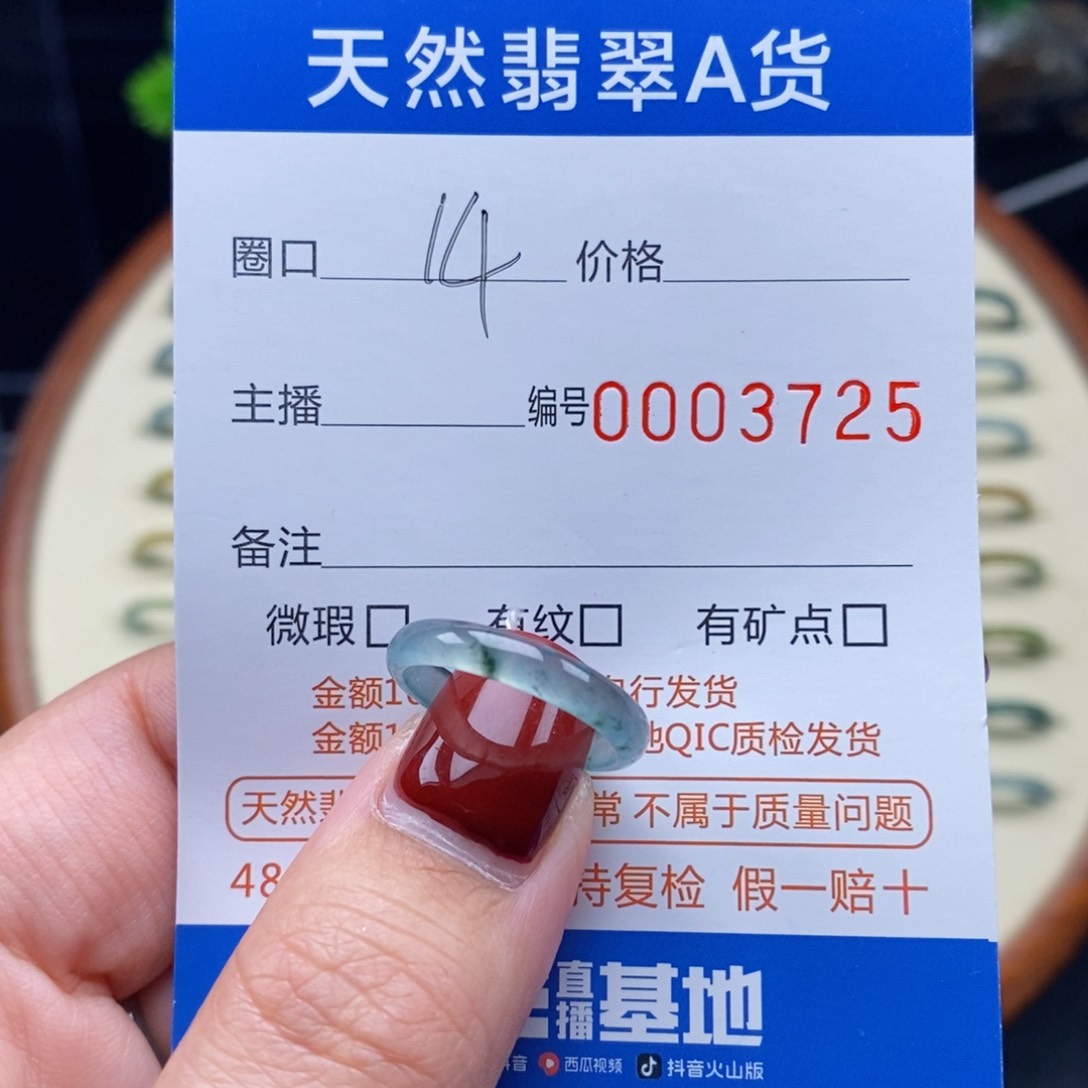 天然翡翠A货
圈口 14 价格
主播 编号0003725
备注
微瑕□ 有纹□ 有矿点□
金额1 行发货
金额1 QIC质检发货
天然 常 不属于质量问题
48 持复检 假一赔十
直播基地
音 西瓜视频 抖音火山版